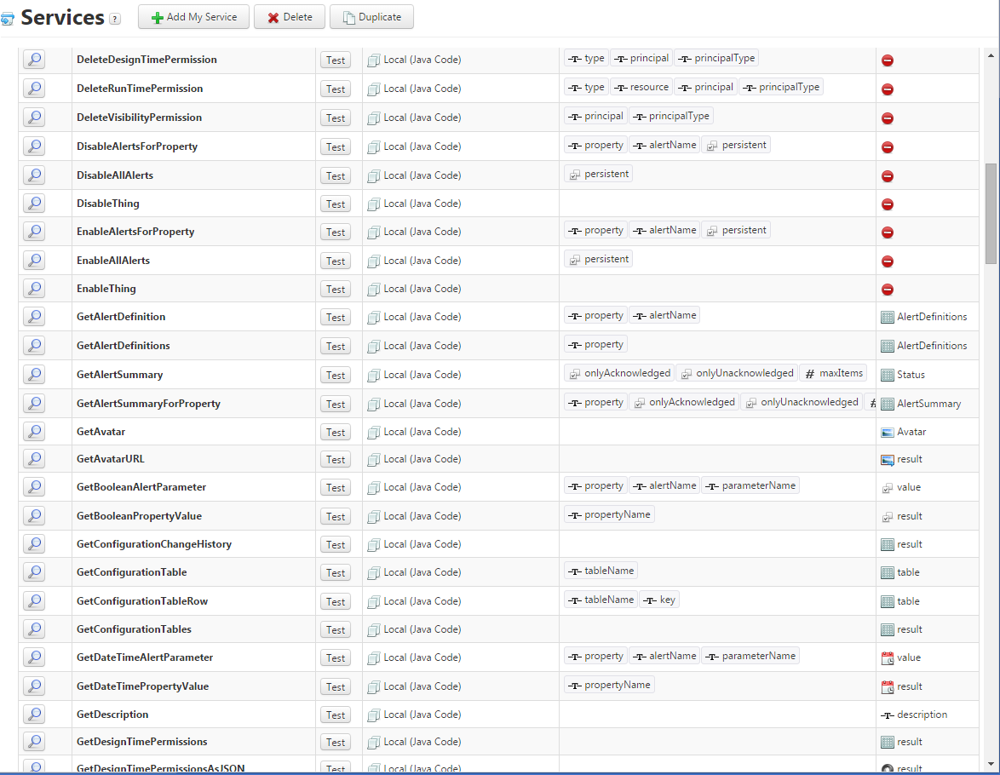 Services ? Add My Service Delete Duplicate
DeleteDesignTimePermission Test Local (Java Code) type principal principalType
DeleteRunTimePermission Test Local (Java Code) type resource principal principalType
DeleteVisibilityPermission Test Local (Java Code) principal principalType
DisableAlertsForProperty Test Local (Java Code) property alertName persistent
DisableAllAlerts Test Local (Java Code) persistent
DisableThing Test Local (Java Code)
EnableAlertsForProperty Test Local (Java Code) property alertName persistent
EnableAllAlerts Test Local (Java Code) persistent
EnableThing Test Local (Java Code)
GetAlertDefinition Test Local (Java Code) property alertName AlertDefinitions
GetAlertDefinitions Test Local (Java Code) property AlertDefinitions
GetAlertSummary Test Local (Java Code) onlyAcknowledged onlyUnacknowledged # maxItems Status
GetAlertSummaryForProperty Test Local (Java Code) property onlyAcknowledged onlyUnacknowledged # AlertSummary
GetAvatar Test Local (Java Code) Avatar
GetAvatarURL Test Local (Java Code) result
GetBooleanAlertParameter Test Local (Java Code) property alertName parameterName value
GetBooleanPropertyValue Test Local (Java Code) propertyName result
GetConfigurationChangeHistory Test Local (Java Code) result
GetConfigurationTable Test Local (Java Code) tableName table
GetConfigurationTableRow Test Local (Java Code) tableName key table
GetConfigurationTables Test Local (Java Code) result
GetDateTimeAlertParameter Test Local (Java Code) property alertName parameterName value
GetDateTimePropertyValue Test Local (Java Code) propertyName result
GetDescription Test Local (Java Code) description
GetDesignTimePermissions Test Local (Java Code) result
GetDesignTimePermissionsAsJSON Test Local (Java Code) result